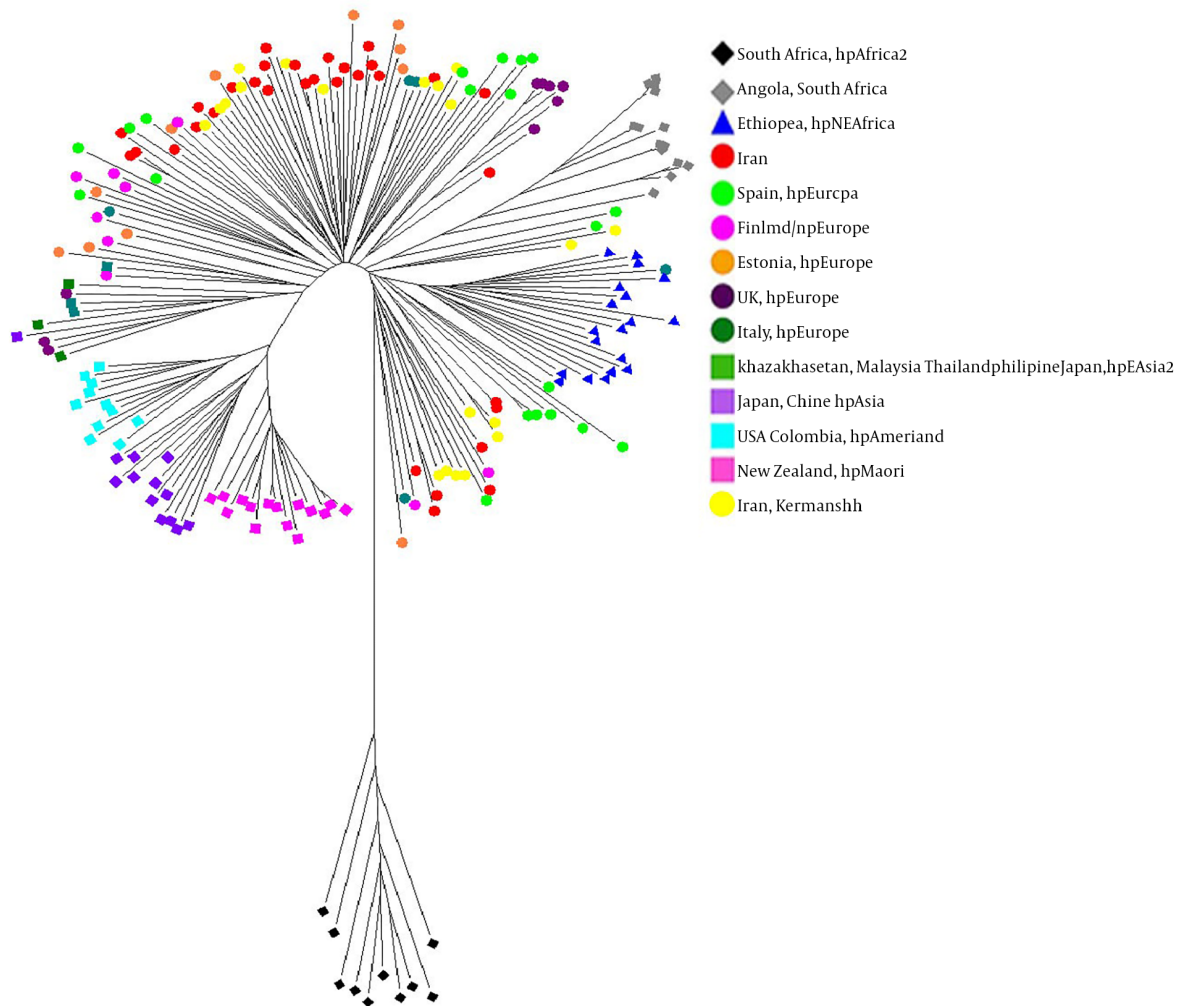 South Africa, hpAfrica2
Angola, South Africa
Ethiopea, hpNEAfrica
Iran
Spain, hpEurcpa
Finlmd/npEurope
Estonia, hpEurope
UK, hpEurope
Italy, hpEurope
khazakhasetan, Malaysia ThailandphilipineJapan,hpEAsia2
Japan, Chine hpAsia
USA Colombia, hpAmeriand
New Zealand, hpMaori
Iran, Kermanshh